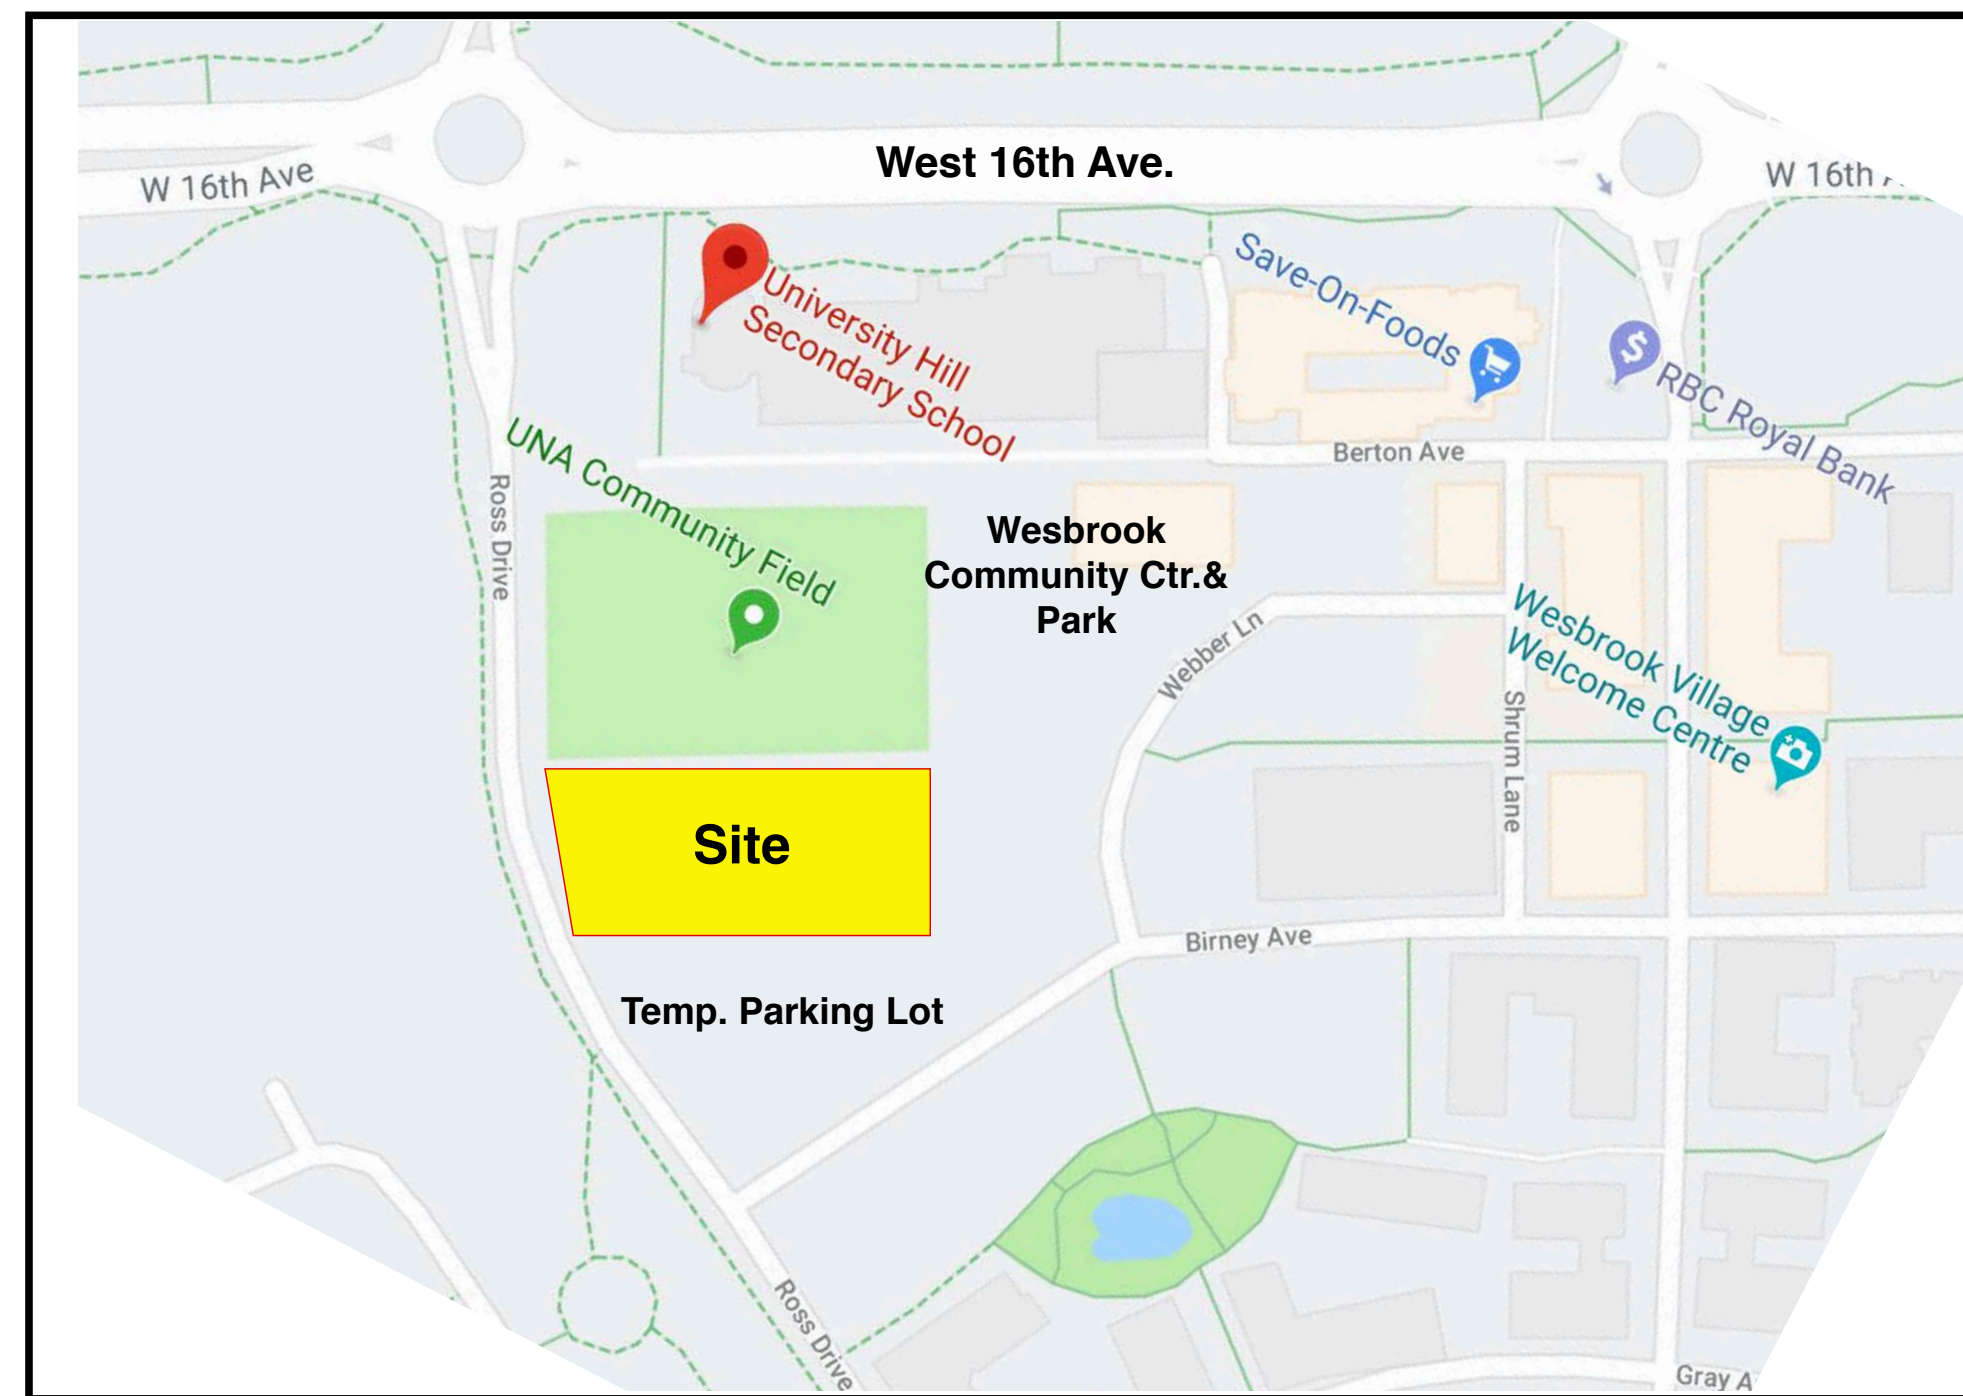 West 16th Ave.
W 16th Ave
W 16th
University Hill
Secondary School
Save-On-Foods
RBC Royal Bank
UNA Community Field
Berton Ave
Ross Drive
Wesbrook
Community Ctr.&
Park
Webber Ln
Wesbrook Village
Welcome Centre
Shrum Lane
Site
Birney Ave
Temp. Parking Lot
Ross Drive
Gray A